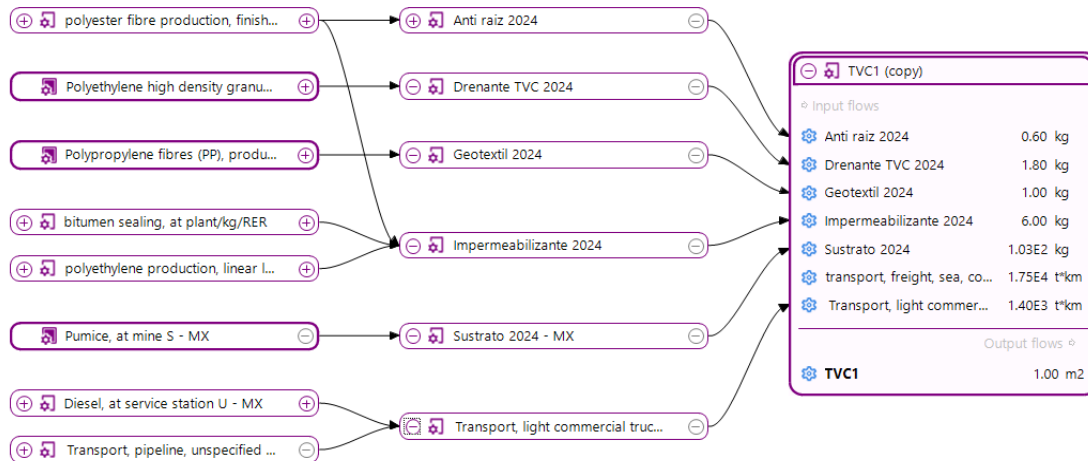 polyester fibre production, finish...
Polyethylene high density granu...
Polypropylene fibres (PP), produ...
bitumen sealing, at plant/kg/RER
polyethylene production, linear l...
Pumice, at mine S - MX
Diesel, at service station U - MX
Transport, pipeline, unspecified ...
Anti raiz 2024
Drenante TVC 2024
Geotextil 2024
Impermeabilizante 2024
Sustrato 2024 - MX
Transport, light commercial truc...
TVC1 (copy)
Input flows
Anti raiz 2024 0.60 kg
Drenante TVC 2024 1.80 kg
Geotextil 2024 1.00 kg
Impermeabilizante 2024 6.00 kg
Sustrato 2024 1.03E2 kg
transport, freight, sea, co... 1.75E4 t*km
Transport, light commer... 1.40E3 t*km
Output flows
TVC1 1.00 m2